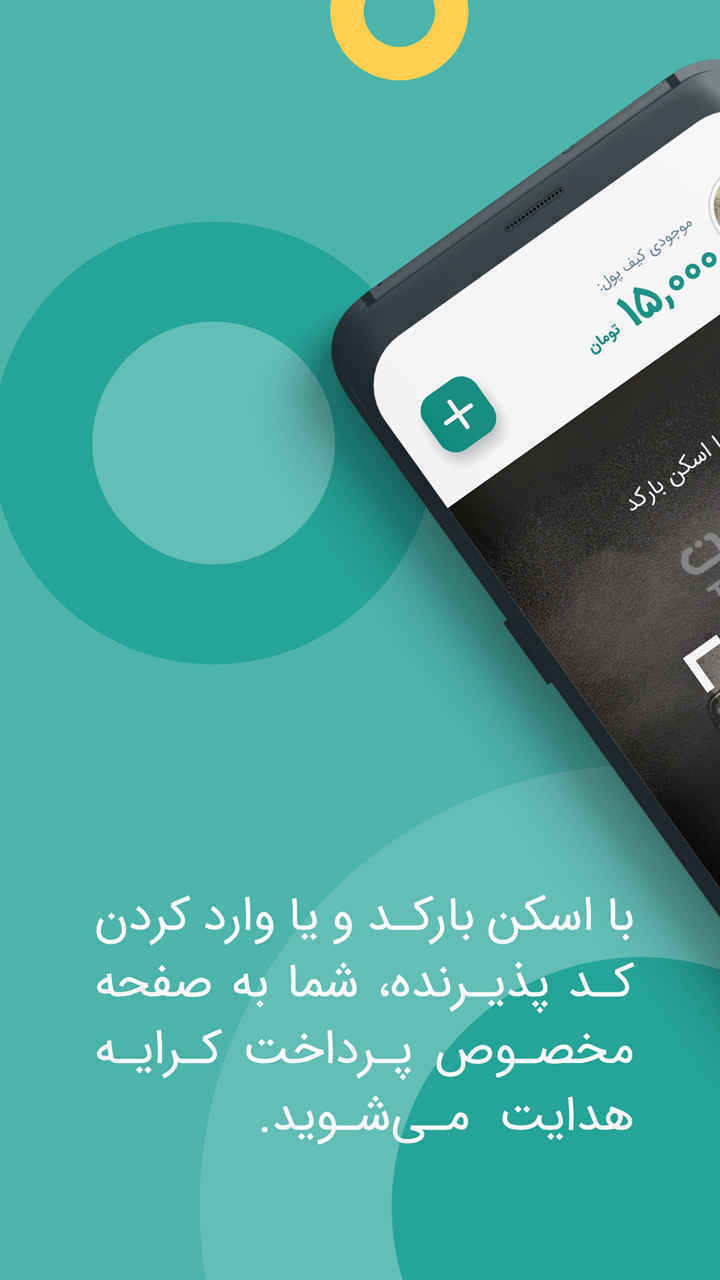 موجودی کیف پول:
۱۵,۰۰۰ تومان
اسکن بارکد
با اسکن بارکـد و یا وارد کردن
کـد پذیـرنده، شما به صفحه
مخصـوص پـرداخت کـرایـه
هدایت مـی‌شـوید.